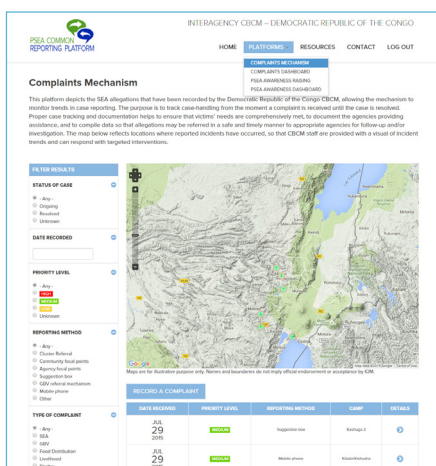 INTERAGENCY CBCM – DEMOCRATIC REPUBLIC OF THE CONGO
PSEA COMMON
REPORTING PLATFORM
HOME PLATFORMS RESOURCES CONTACT LOG OUT
COMPLAINTS MECHANISM
COMPLAINTS DASHBOARD
PSEA AWARENESS RAISING
PSEA AWARENESS DASHBOARD
Complaints Mechanism
This platform depicts the SEA allegations that have been recorded by the Democratic Republic of the Congo CBCM, allowing the mechanism to
monitor trends in case reporting. The purpose is to track case-handling from the moment a complaint is received until the case is resolved.
Proper case tracking and documentation helps to ensure that victims' needs are comprehensively met, to document the agencies providing
assistance, and to compile data so that allegations may be referred in a safe and timely manner to appropriate agencies for follow-up and/or
investigation. The map below reflects locations where reported incidents have occurred, so that CBCM staff are provided with a visual of incident
trends and can respond with targeted interventions.
FILTER RESULTS
STATUS OF CASE
- Any -
Ongoing
Resolved
Unknown
DATE RECORDED
PRIORITY LEVEL
- Any -
HIGH
MEDIUM
LOW
Unknown
REPORTING METHOD
- Any -
Cluster Referral
Community focal points
Agency focal points
Suggestion box
GBV referral mechanism
Mobile phone
Other
TYPE OF COMPLAINT
- Any -
SEA
GBV
Food Distribution
Livelihood
Google
Maps are for illustrative purpose only. Names and boundaries do not imply official endorsement or acceptance by IOM.
RECORD A COMPLAINT
DATE RECEIVED PRIORITY LEVEL REPORTING METHOD CAMP DETAILS
JUL
29
2015
MEDIUM Suggestion box Kashuga 2
JUL
29
2015
MEDIUM Mobile phone